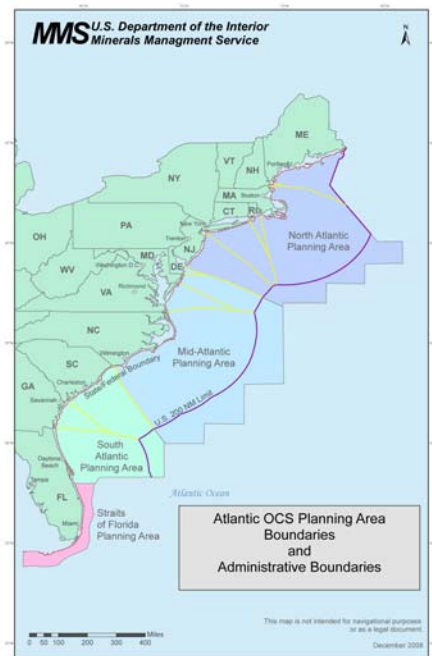 MMS U.S. Department of the Interior
Minerals Managment Service
N
ME
Portland
VT
NH
NY
MA
Boston
CT
RI
New York
North Atlantic
Planning Area
PA
Trenton
NJ
OH
MD
DE
WV
Washington D.C.
VA
Richmond
NC
Mid-Atlantic
Planning Area
Wilmington
SC
State/Federal Boundary
GA
Charleston
Savannah
U.S. 200 NM Limit
South
Atlantic
Planning Area
Daytona
Beach
FL
Tampa
Atlantic Ocean
Straits
of Florida
Planning Area
Miami
Atlantic OCS Planning Area
Boundaries
and
Administrative Boundaries
Miles
0 50 100 200 300 400
This map is not intended for navigational purposes
or as a legal document.
December 2008